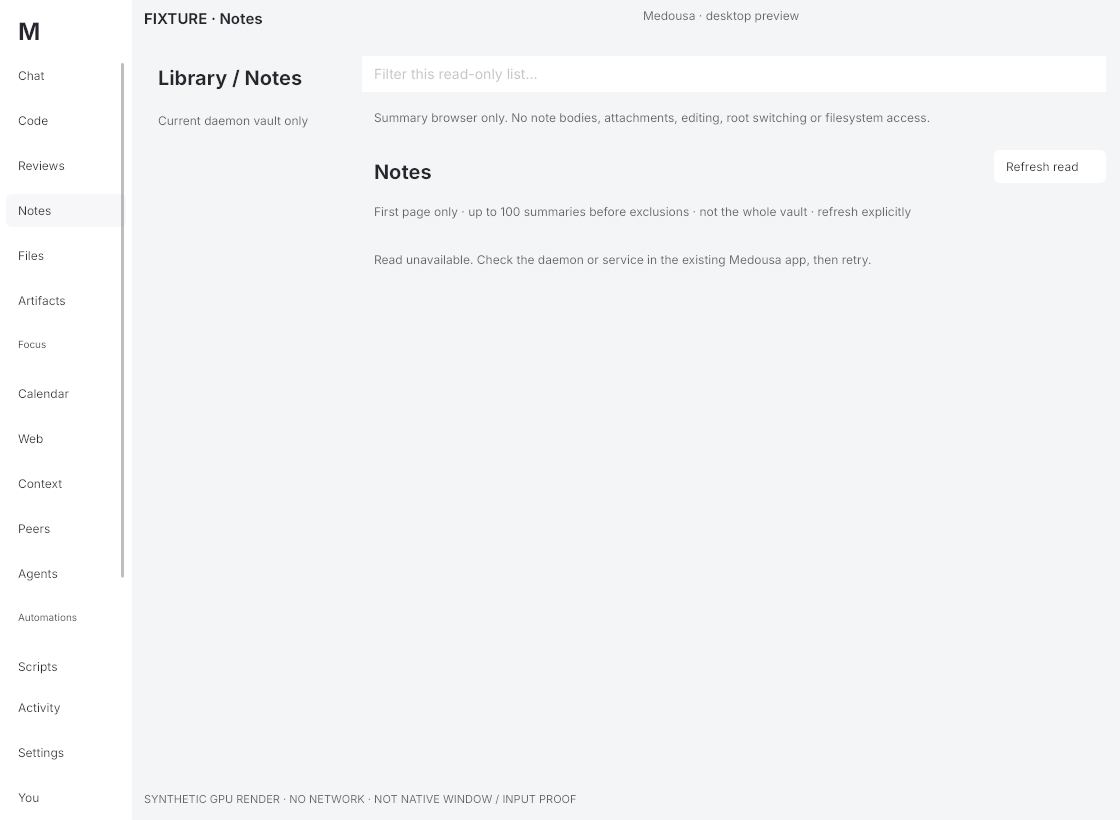 M
Chat
Code
Reviews
Notes
Files
Artifacts
Focus
Calendar
Web
Context
Peers
Agents
Automations
Scripts
Activity
Settings
You
FIXTURE · Notes
Medousa · desktop preview
Library / Notes
Current daemon vault only
Filter this read-only list...
Summary browser only. No note bodies, attachments, editing, root switching or filesystem access.
Notes
Refresh read
First page only · up to 100 summaries before exclusions · not the whole vault · refresh explicitly
Read unavailable. Check the daemon or service in the existing Medousa app, then retry.
SYNTHETIC GPU RENDER · NO NETWORK · NOT NATIVE WINDOW / INPUT PROOF